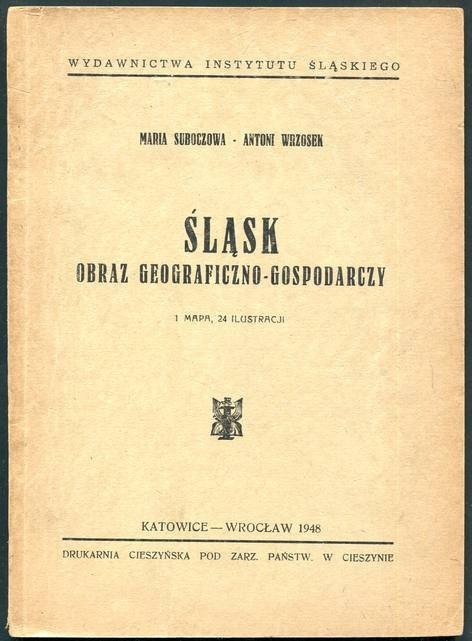 WYDAWNICTWA INSTYTUTU ŚLĄSKIEGO
MARIA SUBOCZOWA - ANTONI WRZOSEK
ŚLĄSK
OBRAZ GEOGRAFICZNO-GOSPODARCZY
1 MAPA, 24 ILUSTRACJI
KATOWICE — WROCŁAW 1948
DRUKARNIA CIESZYŃSKA POD ZARZ. PAŃSTW. W CIESZYNIE